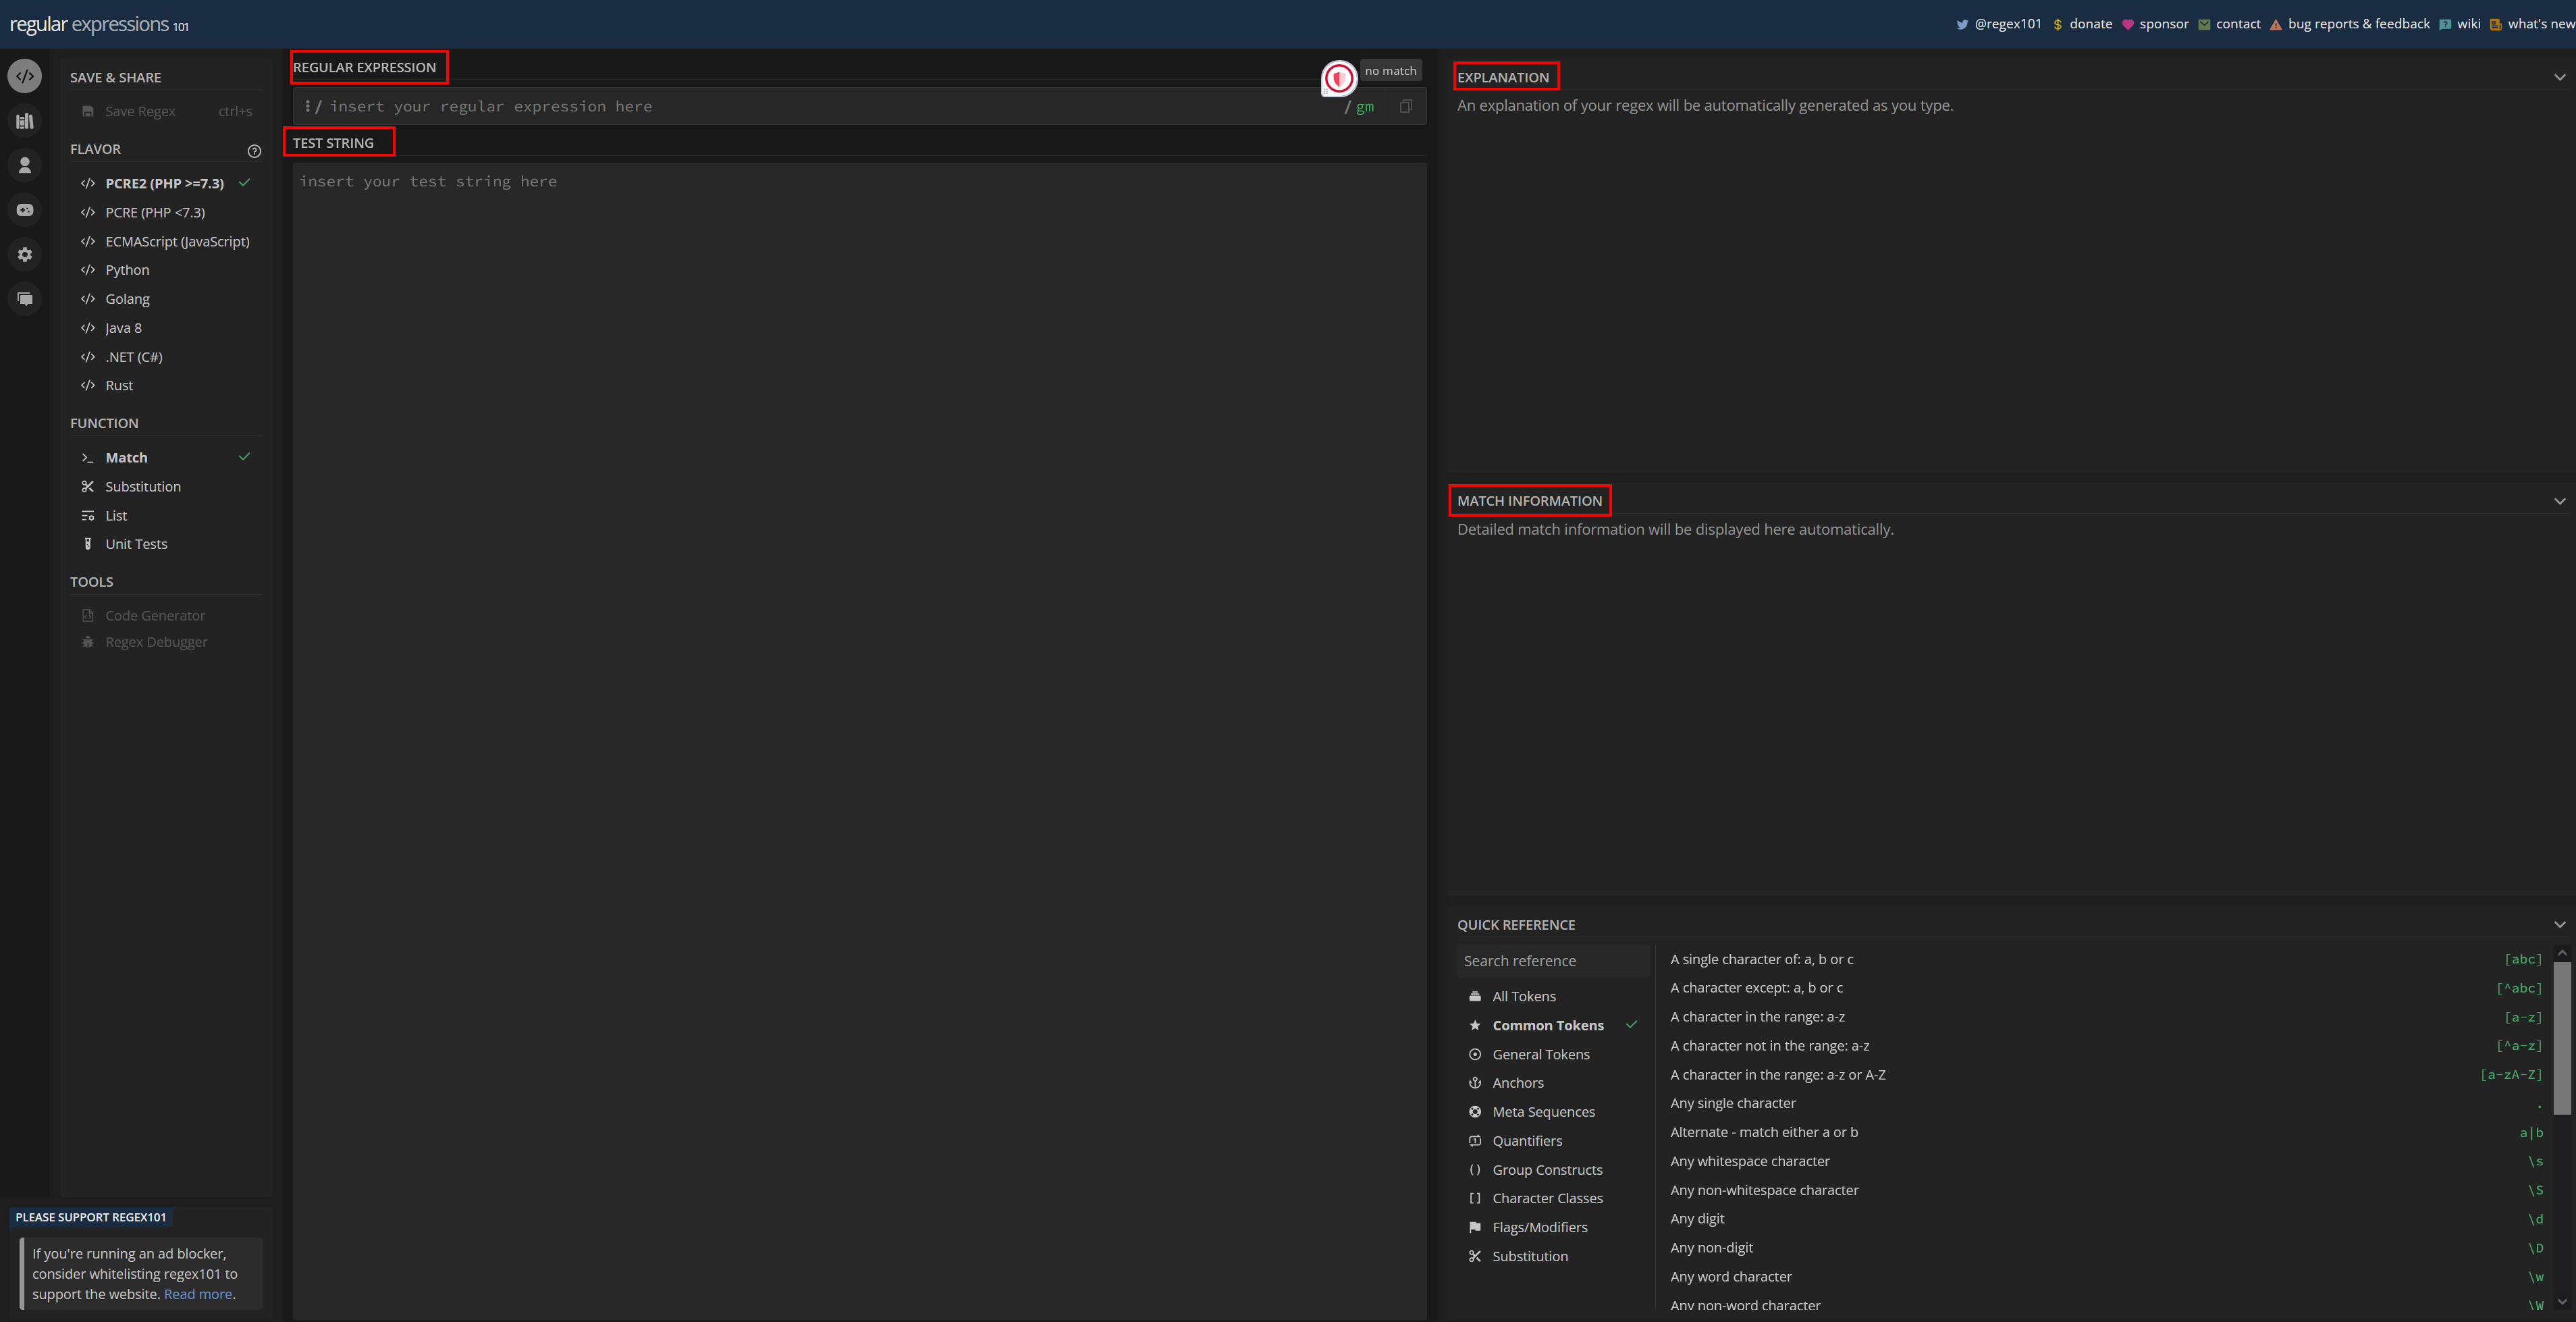 regular expressions 101
@regex101 donate sponsor contact bug reports & feedback wiki what's new
SAVE & SHARE
Save Regex ctrl+s
FLAVOR
PCRE2 (PHP >=7.3)
PCRE (PHP <7.3)
ECMAScript (JavaScript)
Python
Golang
Java 8
.NET (C#)
Rust
FUNCTION
Match
Substitution
List
Unit Tests
TOOLS
Code Generator
Regex Debugger
PLEASE SUPPORT REGEX101
If you're running an ad blocker,
consider whitelisting regex101 to
support the website. Read more.
REGULAR EXPRESSION
no match
/ insert your regular expression here / gm
TEST STRING
insert your test string here
EXPLANATION
An explanation of your regex will be automatically generated as you type.
MATCH INFORMATION
Detailed match information will be displayed here automatically.
QUICK REFERENCE
Search reference
All Tokens
Common Tokens
General Tokens
Anchors
Meta Sequences
Quantifiers
Group Constructs
Character Classes
Flags/Modifiers
Substitution
A single character of: a, b or c [abc]
A character except: a, b or c [^abc]
A character in the range: a-z [a-z]
A character not in the range: a-z [^a-z]
A character in the range: a-z or A-Z [a-zA-Z]
Any single character .
Alternate - match either a or b a|b
Any whitespace character \s
Any non-whitespace character \S
Any digit \d
Any non-digit \D
Any word character \w
Any non-word character \W